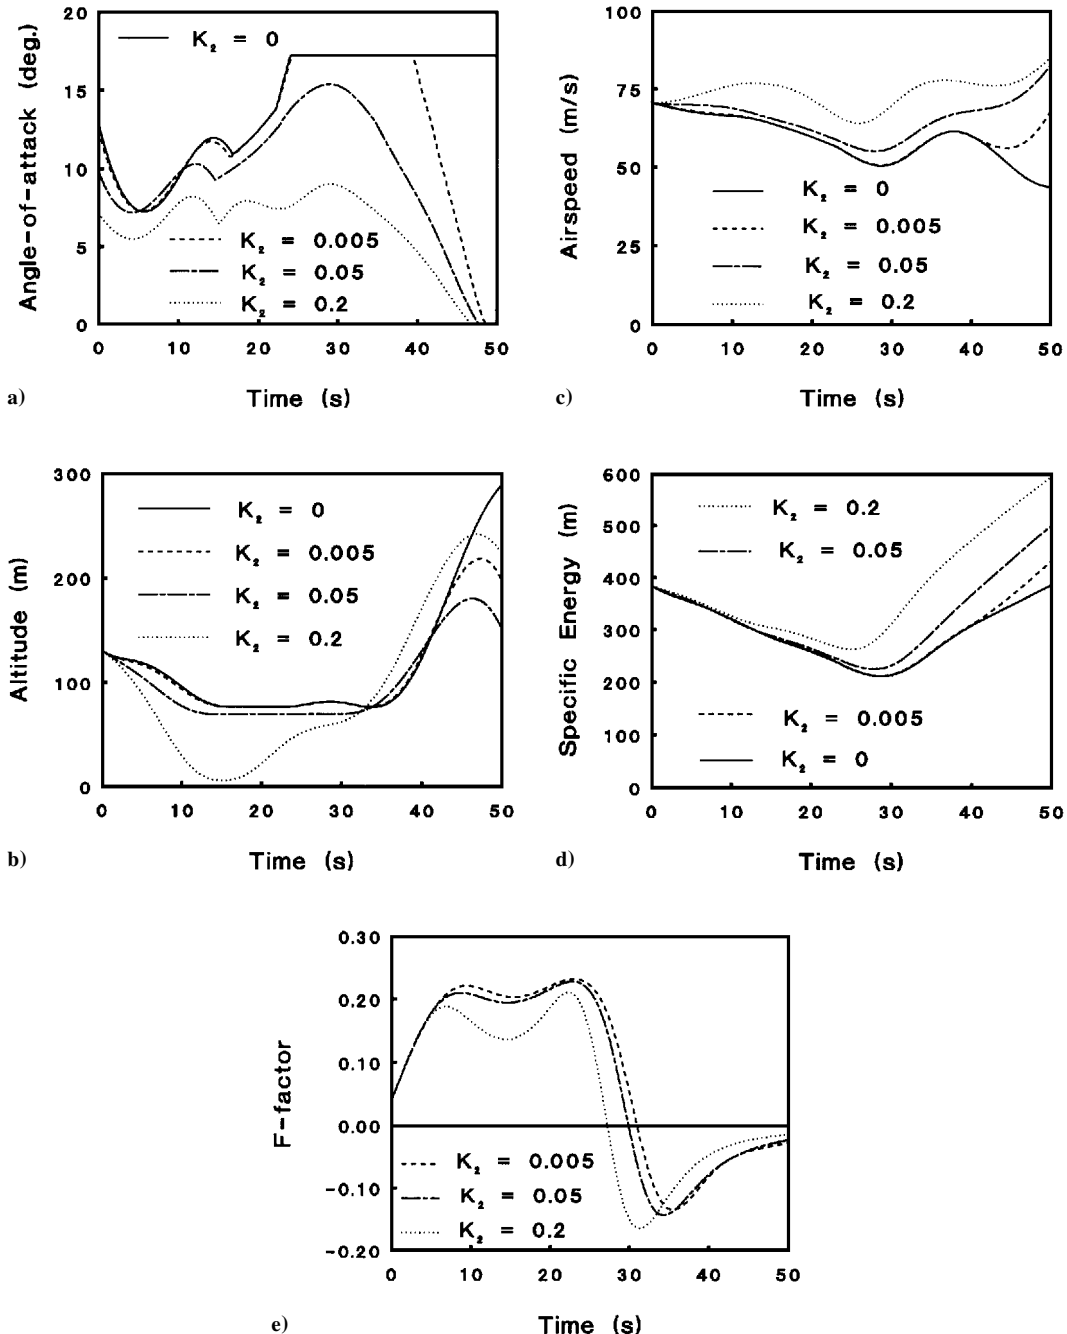 20
15
10
5
0
Angle-of-attack (deg.)
K₂ = 0
K₂ = 0.005
K₂ = 0.05
K₂ = 0.2
0 10 20 30 40 50
a) Time (s)
100
75
50
25
0
Airspeed (m/s)
K₂ = 0
K₂ = 0.005
K₂ = 0.05
K₂ = 0.2
0 10 20 30 40 50
c) Time (s)
300
200
100
0
Altitude (m)
K₂ = 0
K₂ = 0.005
K₂ = 0.05
K₂ = 0.2
0 10 20 30 40 50
b) Time (s)
600
500
400
300
200
100
0
Specific Energy (m)
K₂ = 0.2
K₂ = 0.05
K₂ = 0.005
K₂ = 0
0 10 20 30 40 50
d) Time (s)
0.30
0.20
0.10
0.00
-0.10
-0.20
F-factor
K₂ = 0.005
K₂ = 0.05
K₂ = 0.2
0 10 20 30 40 50
e) Time (s)